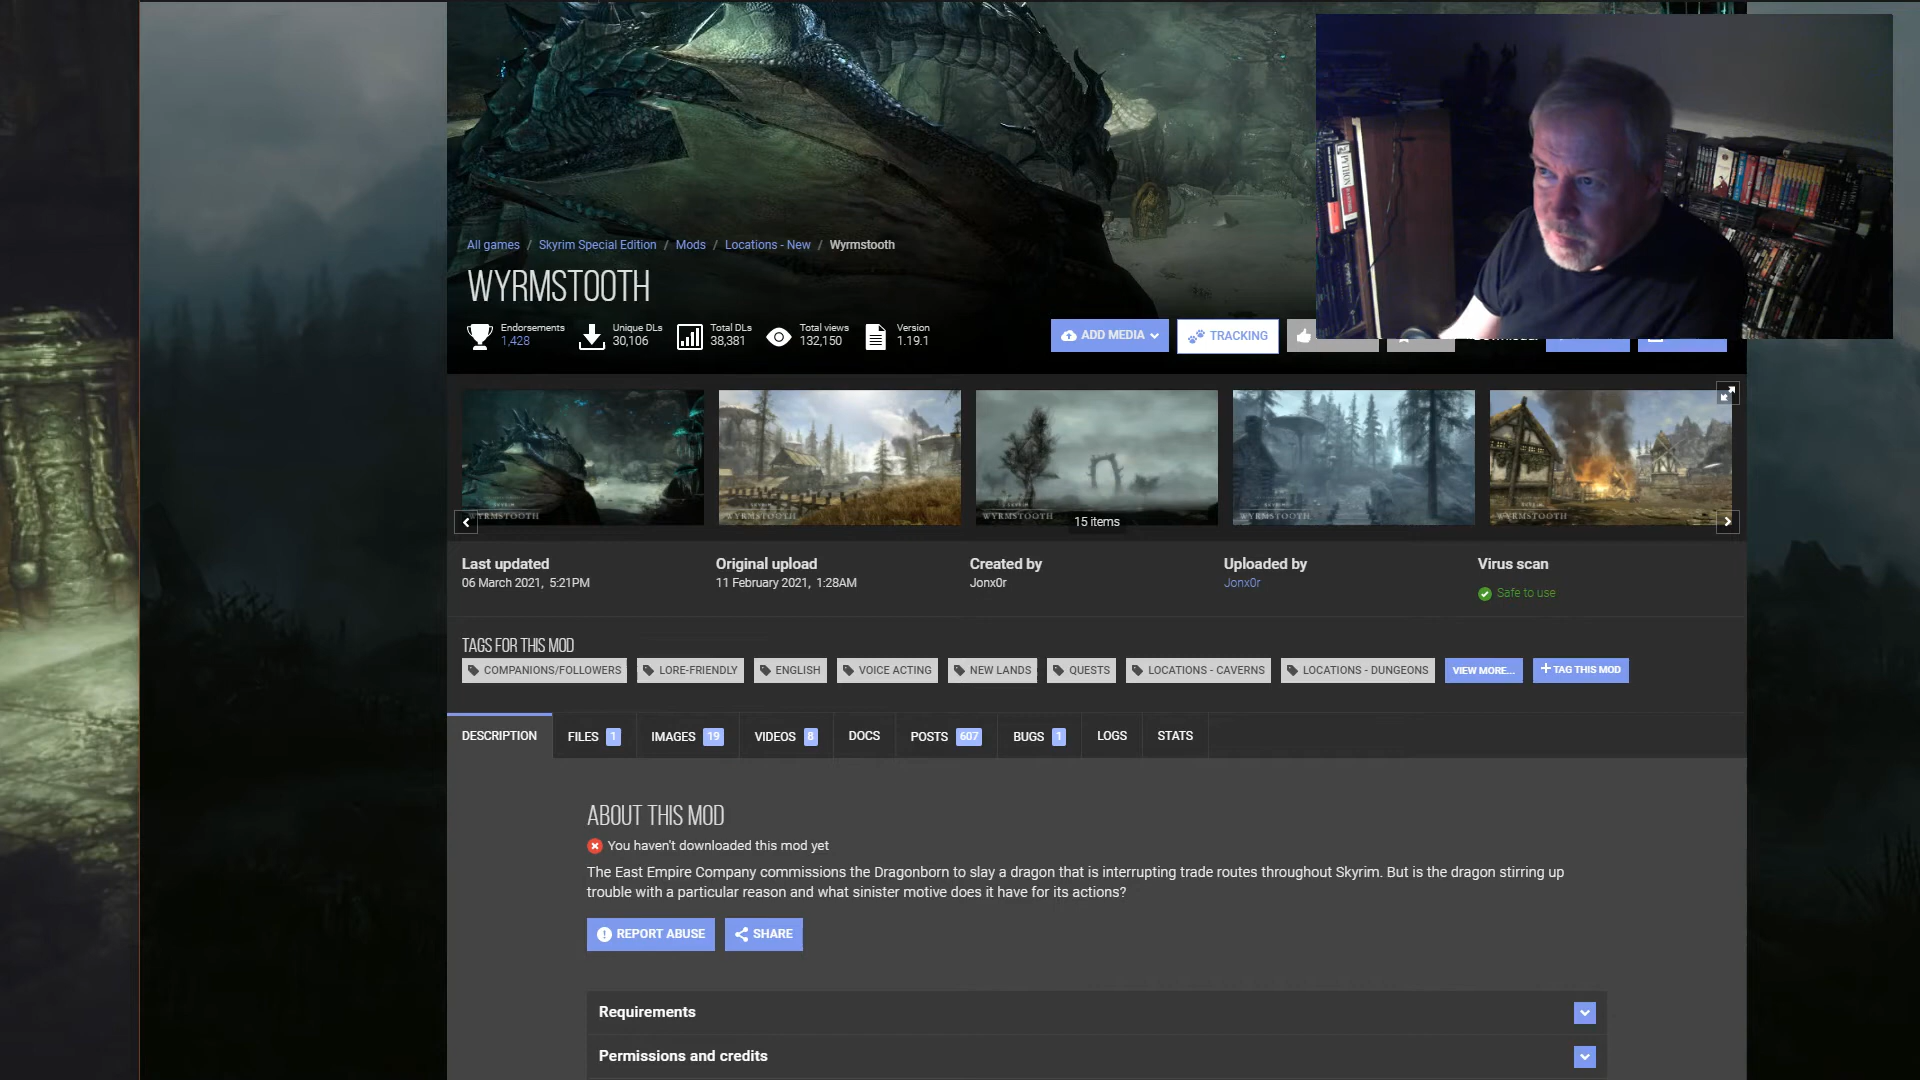 All games / Skyrim Special Edition / Mods / Locations - New / Wyrmstooth
WYRMSTOOTH
Endorsements
1,428
Unique DLs
30,106
Total DLs
38,381
Total views
132,150
Version
1.19.1
ADD MEDIA
TRACKING
PYTHON
WYRMSTOOTH
WYRMSTOOTH
WYRMSTOOTH
WYRMSTOOTH
WYRMSTOOTH
15 items
Last updated
06 March 2021, 5:21PM
Original upload
11 February 2021, 1:28AM
Created by
Jonx0r
Uploaded by
Jonx0r
Virus scan
Safe to use
TAGS FOR THIS MOD
COMPANIONS/FOLLOWERS
LORE-FRIENDLY
ENGLISH
VOICE ACTING
NEW LANDS
QUESTS
LOCATIONS - CAVERNS
LOCATIONS - DUNGEONS
VIEW MORE...
TAG THIS MOD
DESCRIPTION
FILES 1
IMAGES 19
VIDEOS 8
DOCS
POSTS 607
BUGS 1
LOGS
STATS
ABOUT THIS MOD
You haven't downloaded this mod yet
The East Empire Company commissions the Dragonborn to slay a dragon that is interrupting trade routes throughout Skyrim. But is the dragon stirring up
trouble with a particular reason and what sinister motive does it have for its actions?
REPORT ABUSE
SHARE
Requirements
Permissions and credits